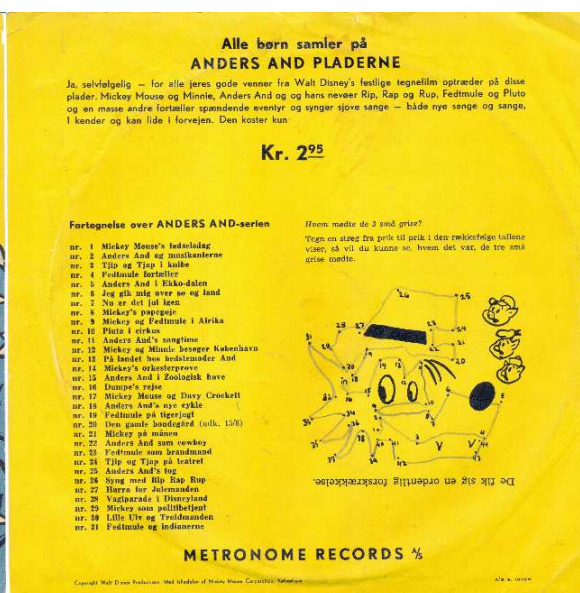 Alle børn samler på
ANDERS AND PLADERNE
Ja, selvfølgelig — for alle jeres gode venner fra Walt Disney's festlige tegnefilm optræder på disse
plader. Mickey Mouse og Minnie, Anders And og og hans nevøer Rip, Rap og Rup, Fedtmule og Pluto
og en masse andre fortæller spændende eventyr og synger sjove sange — både nye sange og sange,
I kender og kan lide i forvejen. Den koster kun
Kr. 2⁹⁵
Fortegnelse over ANDERS AND-serien
nr. 1 Mickey Mouse's fødselsdag
nr. 2 Anders And og musikanterne
nr. 3 Tjip og Tjap i knibe
nr. 4 Fedtmule fortæller
nr. 5 Anders And i Ekko-dalen
nr. 6 Jeg gik mig over sø og land
nr. 7 Nu er det jul igen
nr. 8 Mickey's papegøje
nr. 9 Mickey og Fedtmule i Afrika
nr. 10 Pluto i cirkus
nr. 11 Anders And's sangtime
nr. 12 Mickey og Minnie besøger København
nr. 13 På landet hos bedstemoder And
nr. 14 Mickey's orkesterprøve
nr. 15 Anders And i Zoologisk have
nr. 16 Dumpe's rejse
nr. 17 Mickey Mouse og Davy Crockett
nr. 18 Anders And's nye cykle
nr. 19 Fedtmule på tigerjagt
nr. 20 Den gamle bondegård (udk. 15/8)
nr. 21 Mickey på månen
nr. 22 Anders And som cowboy
nr. 23 Fedtmule som brandmand
nr. 24 Tjip og Tjap på teatret
nr. 25 Anders And's tog
nr. 26 Syng med Rip Rap Rup
nr. 27 Hurra for Julemanden
nr. 28 Vagtparade i Disneyland
nr. 29 Mickey som politibetjent
nr. 30 Lille Ulv og Troldmanden
nr. 31 Fedtmule og indianerne
Hvem mødte de 3 små grise?
Tegn en streg fra prik til prik i den rækkefølge tallene
viser, så vil du kunne se, hvem det var, de tre små
grise mødte.
De fik sig en ordentlig forskrækkelse.
METRONOME RECORDS A/S
Copyright Walt Disney Productions. Med tilladelse af Mickey Mouse Corporation, København